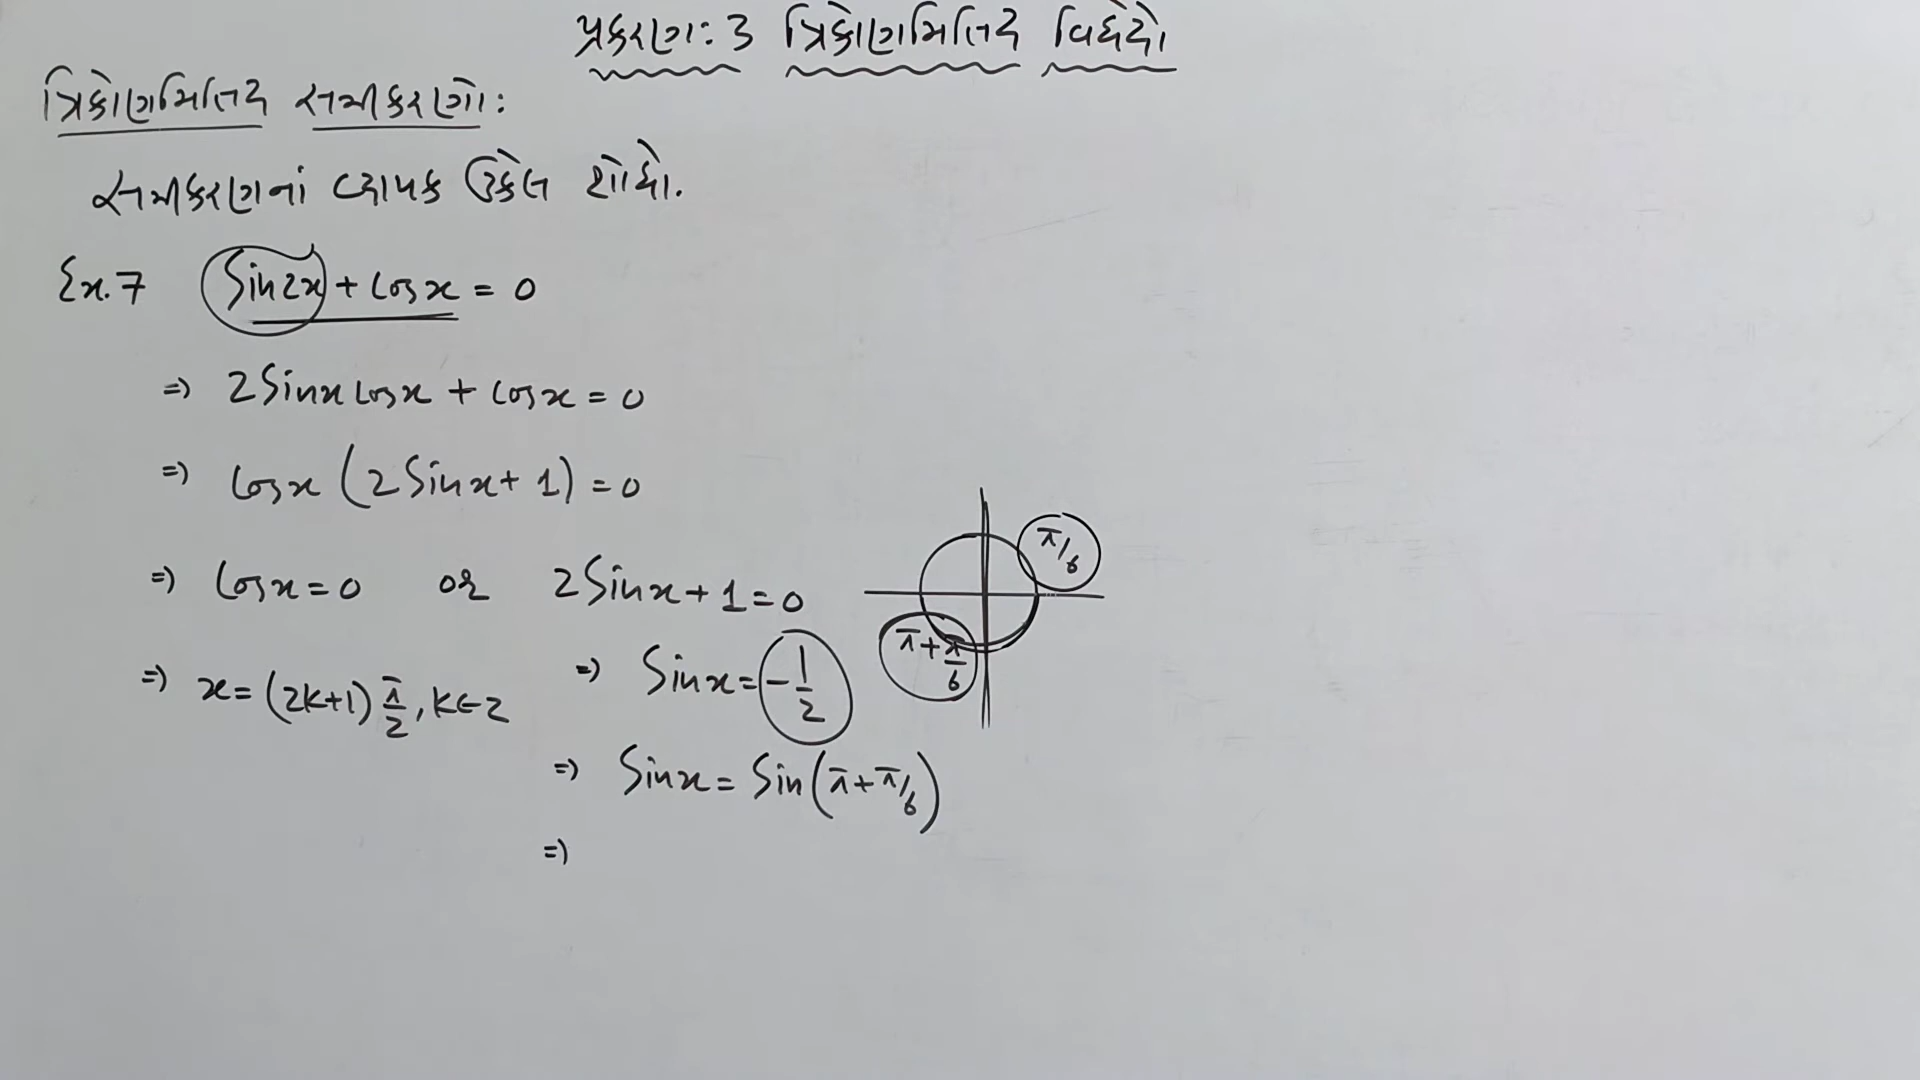 પ્રકરણ: ૩ ત્રિકોણમિતિય વિધેયો
ત્રિકોણમિતિય સમીકરણો:
સમીકરણનાં વ્યાપક ઉકેલ શોધો.
Ex.7 Sin2x + Cosx = 0
⇒ 2Sinx Cosx + Cosx = 0
⇒ Cosx (2Sinx + 1) = 0
⇒ Cosx = 0 or 2Sinx + 1 = 0
π/6
π + π/6
⇒ x = (2k+1) π/2, k∈Z ⇒ Sinx = -1/2
⇒ Sinx = Sin(π + π/6)
⇒